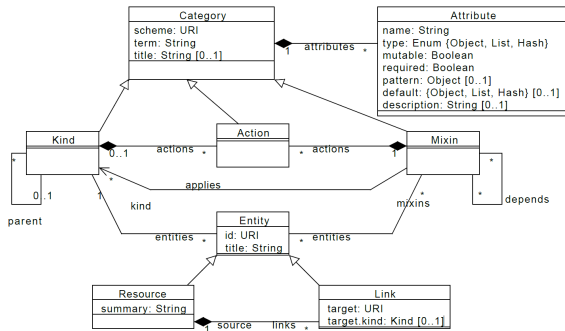 Category
scheme: URI
term: String
title: String [0..1]
1
attributes
*
Attribute
name: String
type: Enum {Object, List, Hash}
mutable: Boolean
required: Boolean
pattern: Object [0..1]
default: {Object, List, Hash} [0..1]
description: String [0..1]
Kind
0..1
actions
*
Action
*
actions
1
Mixin
*
0..1
parent
*
applies
*
*
depends
1
kind
entities
*
Entity
id: URI
title: String
*
entities
*
mixins
Resource
summary: String
1
source
links
*
Link
target: URI
target.kind: Kind [0..1]